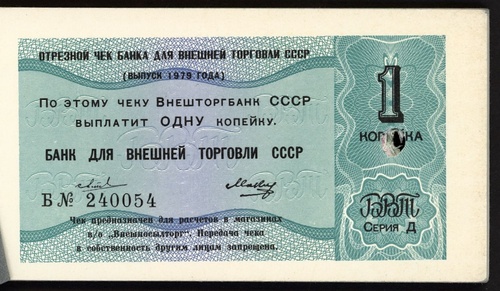 ОТРЕЗНОЙ ЧЕК БАНКА ДЛЯ ВНЕШНЕЙ ТОРГОВЛИ СССР
(ВЫПУСК 1979 ГОДА)
По этому чеку Внешторгбанк СССР
выплатит ОДНУ копейку.
БАНК ДЛЯ ВНЕШНЕЙ ТОРГОВЛИ СССР
Б № 240054
Чек предназначен для расчетов в магазинах
в/о „Внешпосылторг". Передача чека
в собственность другим лицам запрещена.
1
КОПЕЙКА
БВТ
Серия Д